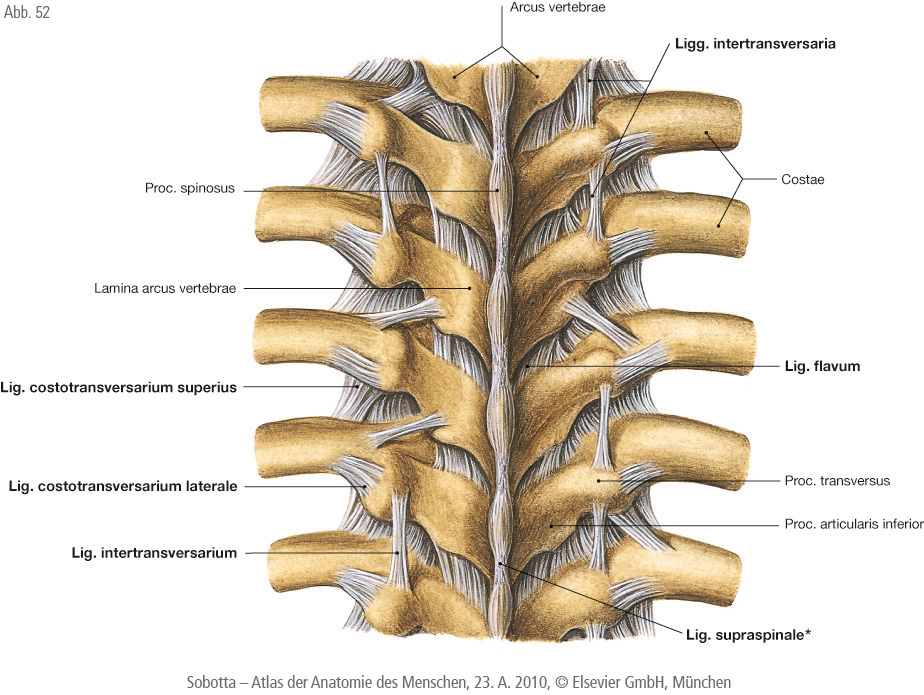 Abb. 52
Arcus vertebrae
Ligg. intertransversaria
Proc. spinosus
Costae
Lamina arcus vertebrae
Lig. flavum
Lig. costotransversarium superius
Lig. costotransversarium laterale
Proc. transversus
Proc. articularis inferior
Lig. intertransversarium
Lig. supraspinale*
Sobotta – Atlas der Anatomie des Menschen, 23. A. 2010, © Elsevier GmbH, München